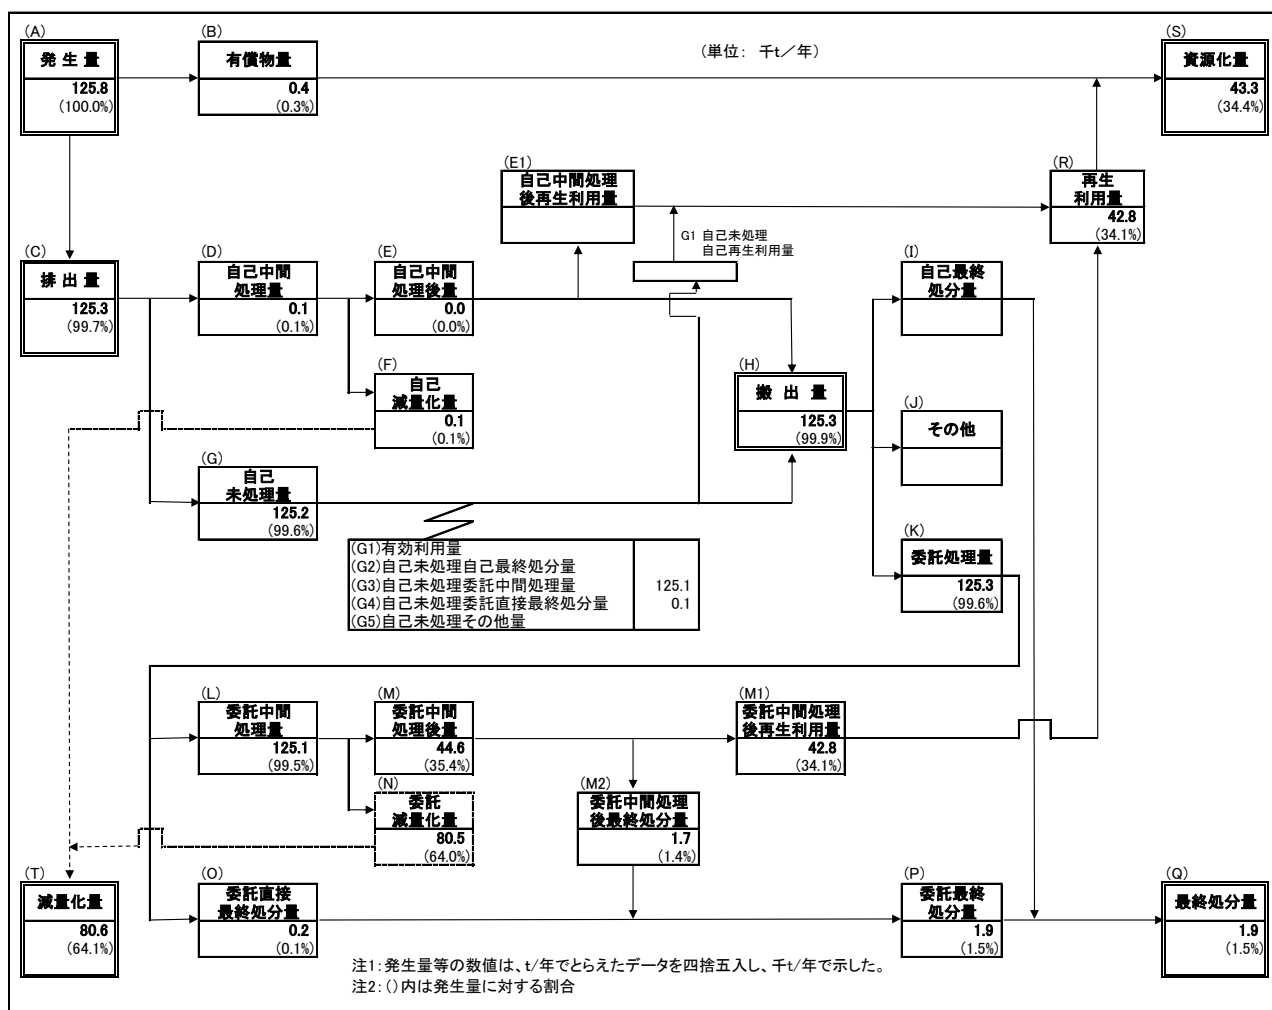 (A)
発 生 量
125.8
(100.0%)
(B)
有償物量
0.4
(0.3%)
(単位： 千t／年)
(S)
資源化量
43.3
(34.4%)
(E1)
自己中間処理
後再生利用量
G1 自己未処理
自己再生利用量
(R)
再生
利用量
42.8
(34.1%)
(C)
排 出 量
125.3
(99.7%)
(D)
自己中間
処理量
0.1
(0.1%)
(E)
自己中間
処理後量
0.0
(0.0%)
(F)
自己
減量化量
0.1
(0.1%)
(G)
自己
未処理量
125.2
(99.6%)
(H)
搬 出 量
125.3
(99.9%)
(I)
自己最終
処分量
(J)
その他
(K)
委託処理量
125.3
(99.6%)
(G1)有効利用量
(G2)自己未処理自己最終処分量
(G3)自己未処理委託中間処理量 125.1
(G4)自己未処理委託直接最終処分量 0.1
(G5)自己未処理その他量
(L)
委託中間
処理量
125.1
(99.5%)
(M)
委託中間
処理後量
44.6
(35.4%)
(M1)
委託中間処理
後再生利用量
42.8
(34.1%)
(N)
委託
減量化量
80.5
(64.0%)
(M2)
委託中間処理
後最終処分量
1.7
(1.4%)
(T)
減量化量
80.6
(64.1%)
(O)
委託直接
最終処分量
0.2
(0.1%)
(P)
委託最終
処分量
1.9
(1.5%)
(Q)
最終処分量
1.9
(1.5%)
注1：発生量等の数値は、t/年でとらえたデータを四捨五入し、千t/年で示した。
注2：()内は発生量に対する割合